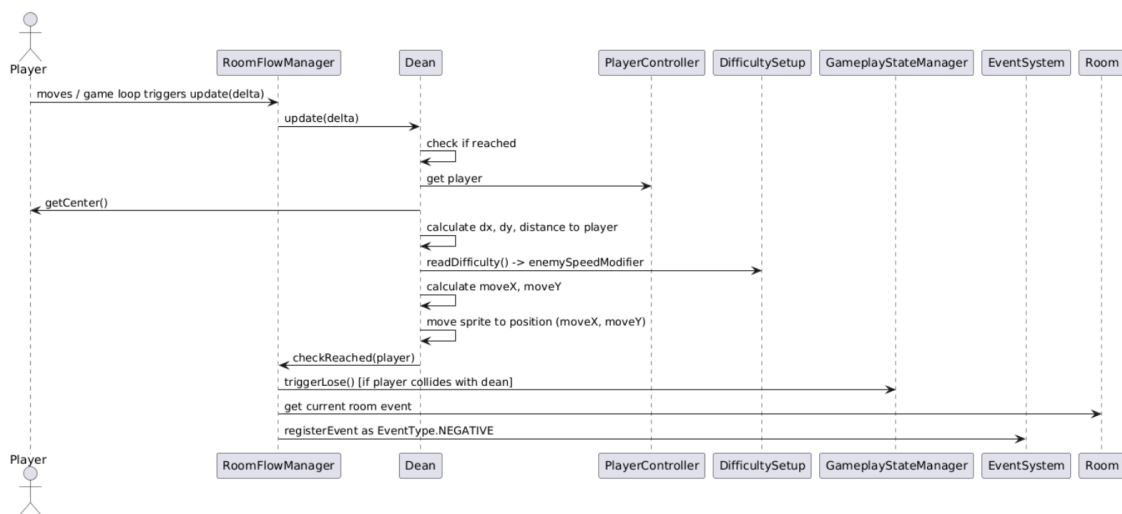 RoomFlowManager
Dean
PlayerController
DifficultySetup
GameplayStateManager
EventSystem
Room
Player
moves / game loop triggers update(delta)
update(delta)
check if reached
get player
getCenter()
calculate dx, dy, distance to player
readDifficulty() -> enemySpeedModifier
calculate moveX, moveY
move sprite to position (moveX, moveY)
checkReached(player)
triggerLose() [if player collides with dean]
get current room event
registerEvent as EventType.NEGATIVE
Player
RoomFlowManager
Dean
PlayerController
DifficultySetup
GameplayStateManager
EventSystem
Room